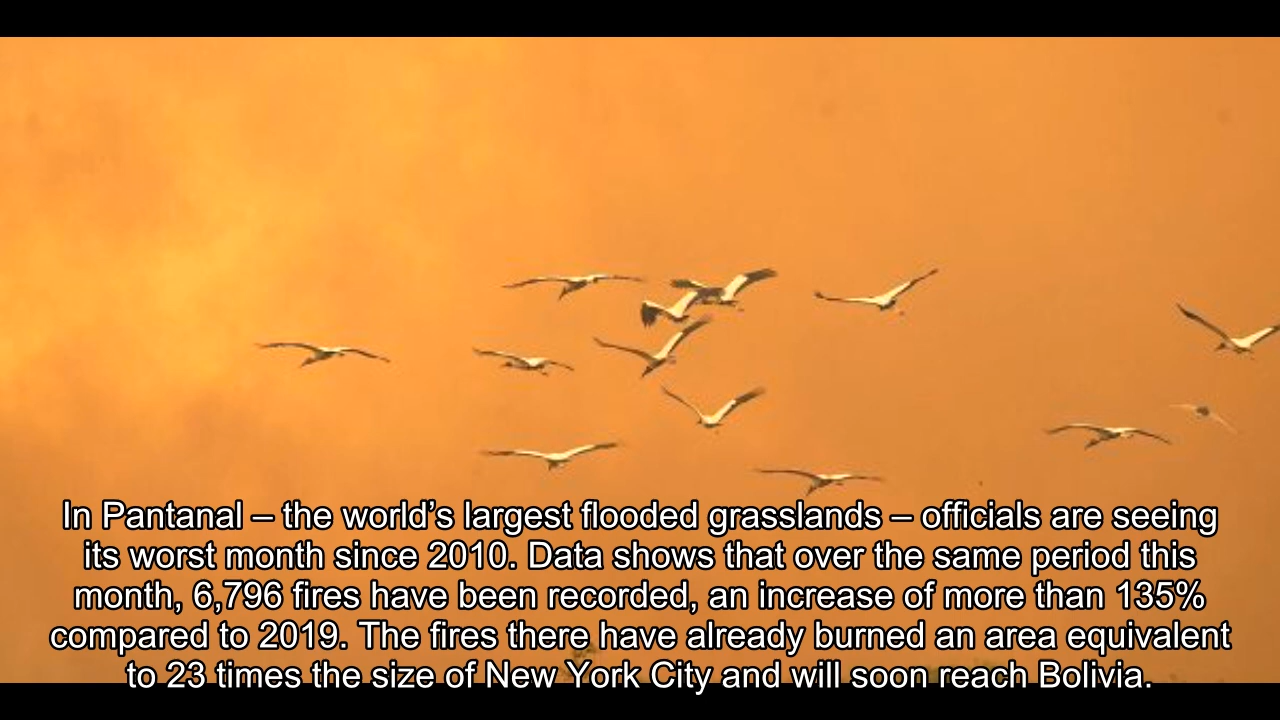 In Pantanal – the world’s largest flooded grasslands – officials are seeing
its worst month since 2010. Data shows that over the same period this
month, 6,796 fires have been recorded, an increase of more than 135%
compared to 2019. The fires there have already burned an area equivalent
to 23 times the size of New York City and will soon reach Bolivia.